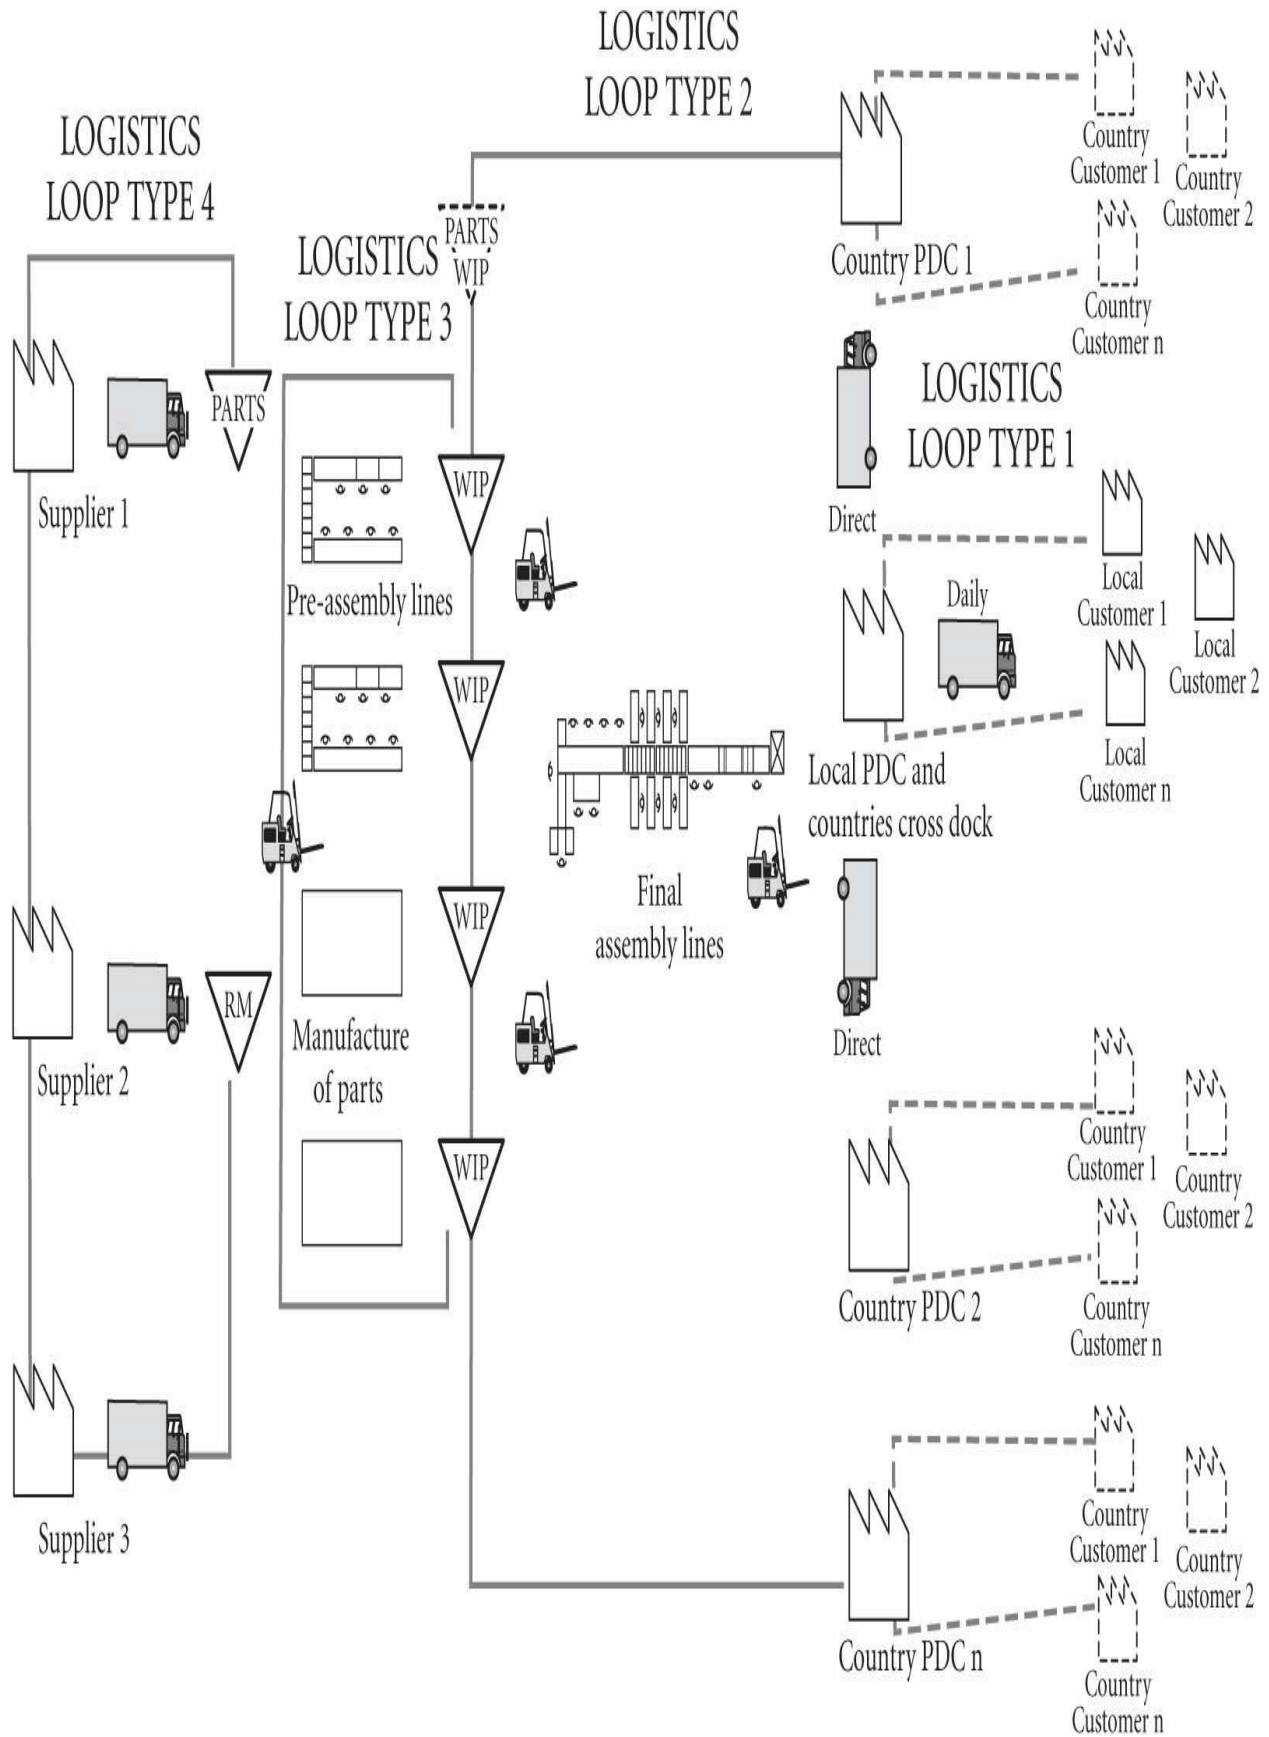 LOGISTICS
LOOP TYPE 4
PARTS
Supplier 1
RM
Supplier 2
Supplier 3
LOGISTICS
LOOP TYPE 3
Pre-assembly lines
Manufacture
of parts
LOGISTICS
LOOP TYPE 2
PARTS
WIP
WIP
WIP
WIP
WIP
Final
assembly lines
Country PDC 1
Direct
Local PDC and
countries cross dock
Direct
Country PDC 2
Country PDC n
LOGISTICS
LOOP TYPE 1
Daily
Country
Customer 1
Country
Customer 2
Country
Customer n
Local
Customer 1
Local
Customer 2
Local
Customer n
Country
Customer 1
Country
Customer 2
Country
Customer n
Country
Customer 1
Country
Customer 2
Country
Customer n